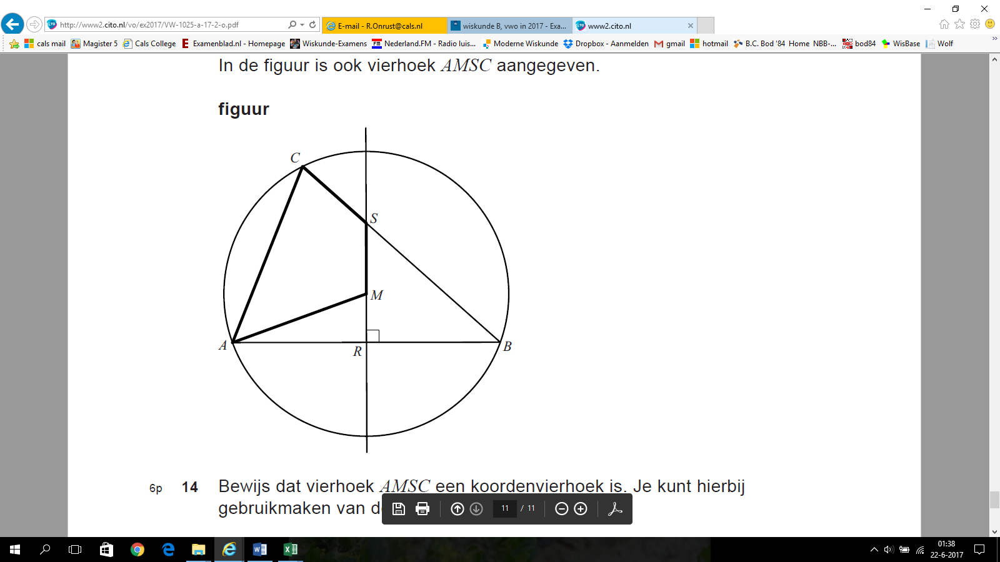 http://www2.cito.nl/vo/ex2017/VW-1025-a-17-2-o.pdf
E-mail - R.Onrust@cals.nl
wiskunde B, vwo in 2017 - Exa...
www2.cito.nl
cals mail
Magister 5
Cals College
Examenblad.nl - Homepage
Wiskunde-Examens
Nederland.FM - Radio luis...
Moderne Wiskunde
Dropbox - Aanmelden
gmail
hotmail
B.C. Bod '84 Home NBB-...
bod84
WisBase
Wolf
In de figuur is ook vierhoek AMSC aangegeven.
figuur
C
S
M
A
R
B
6p 14 Bewijs dat vierhoek AMSC een koordenvierhoek is. Je kunt hierbij
gebruikmaken van
11 / 11
01:38
22-6-2017